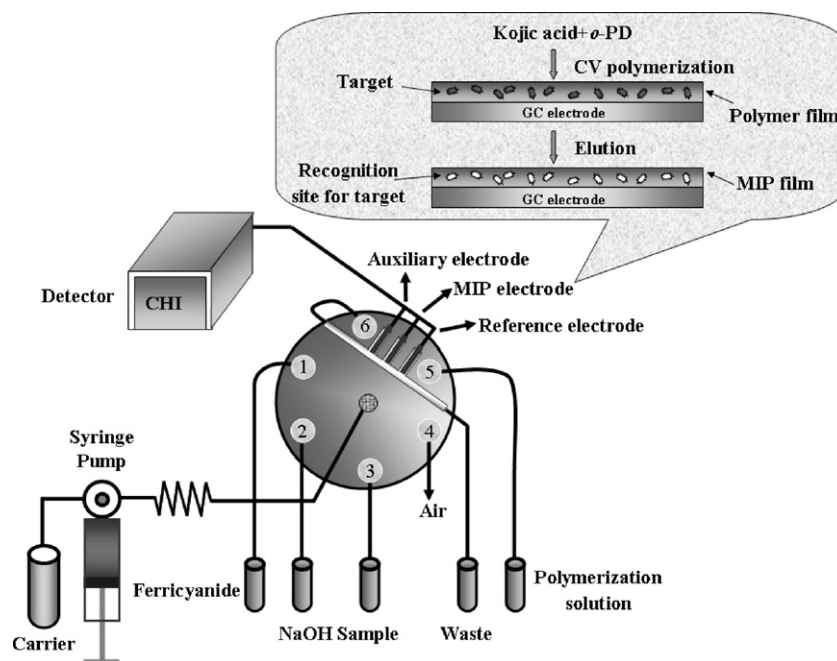 Kojic acid+o-PD
CV polymerization
Target
GC electrode
Polymer film
Elution
Recognition
site for target
GC electrode
MIP film
Auxiliary electrode
MIP electrode
Reference electrode
Detector
CHI
6
1
5
2
4
3
Syringe
Pump
Air
Ferricyanide
Polymerization
solution
NaOH Sample
Waste
Carrier